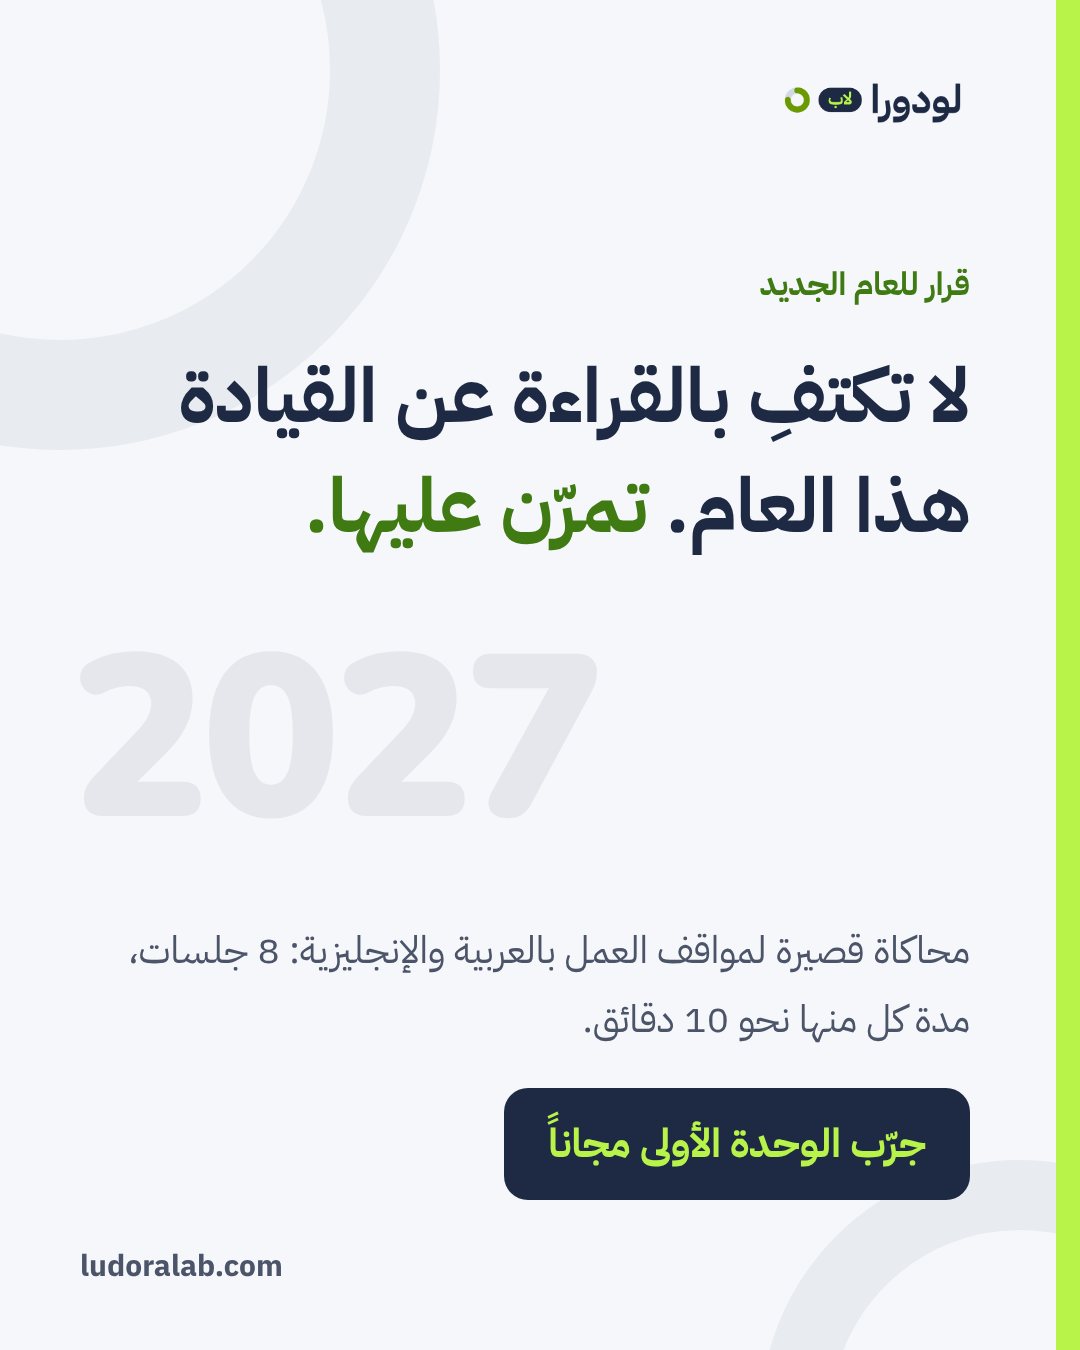 لودورا لاب
قرار للعام الجديد
لا تكتفِ بالقراءة عن القيادة
هذا العام. تمرّن عليها.
2027
محاكاة قصيرة لمواقف العمل بالعربية والإنجليزية: 8 جلسات،
مدة كل منها نحو 10 دقائق.
جرّب الوحدة الأولى مجاناً
ludoralab.com